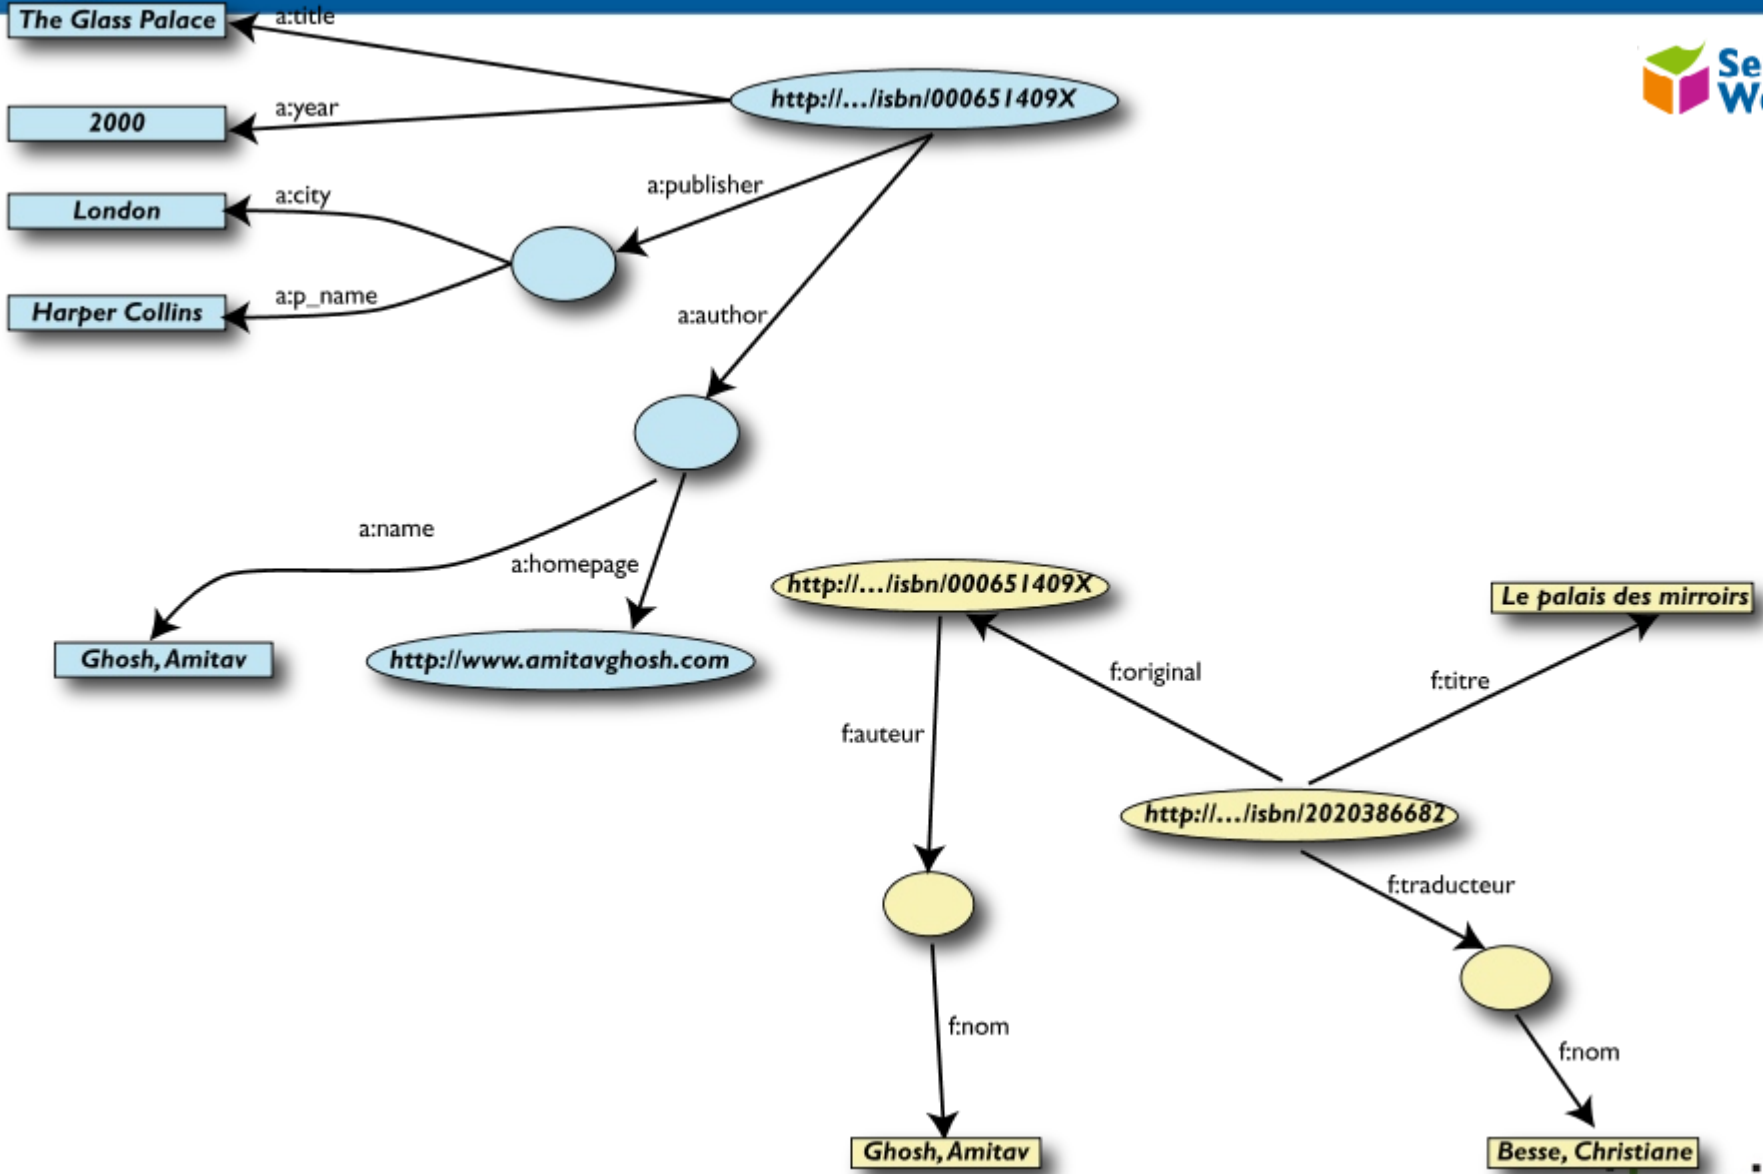 The Glass Palace
a:title
http://…/isbn/000651409X
2000
a:year
London
a:city
a:publisher
Harper Collins
a:p_name
a:author
a:name
a:homepage
Ghosh, Amitav
http://www.amitavghosh.com
http://…/isbn/000651409X
Le palais des mirroirs
f:original
f:titre
f:auteur
http://…/isbn/2020386682
f:traducteur
f:nom
f:nom
Ghosh, Amitav
Besse, Christiane